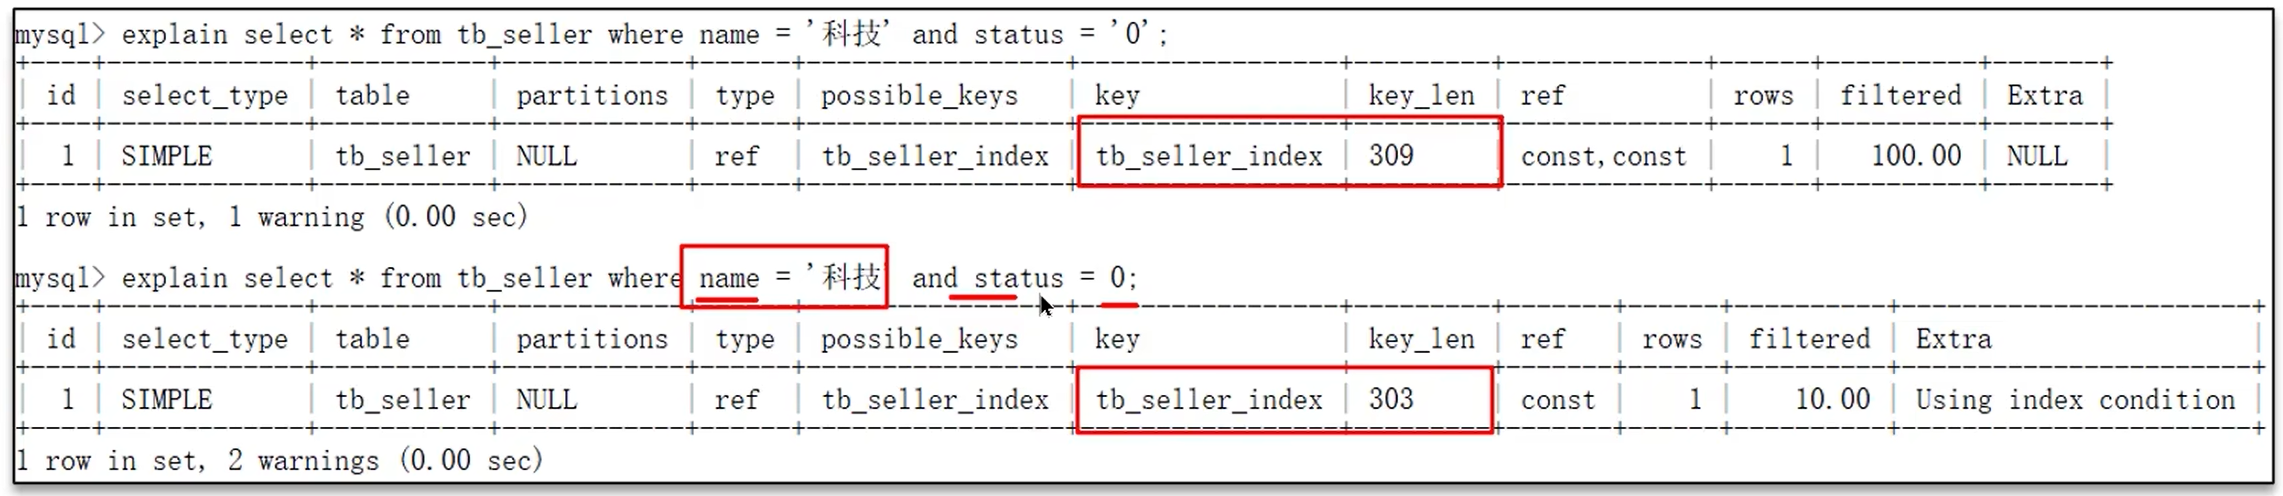 mysql> explain select * from tb_seller where name = '科技' and status = '0';
+----+-------------+-----------+------------+------+-----------------+-----------------+---------+-------------+------+----------+-------+
| id | select_type | table | partitions | type | possible_keys | key | key_len | ref | rows | filtered | Extra |
+----+-------------+-----------+------------+------+-----------------+-----------------+---------+-------------+------+----------+-------+
| 1 | SIMPLE | tb_seller | NULL | ref | tb_seller_index | tb_seller_index | 309 | const,const | 1 | 100.00 | NULL |
+----+-------------+-----------+------------+------+-----------------+-----------------+---------+-------------+------+----------+-------+
1 row in set, 1 warning (0.00 sec)
mysql> explain select * from tb_seller where name = '科技' and status = 0;
+----+-------------+-----------+------------+------+-----------------+-----------------+---------+-------+------+----------+-----------------------+
| id | select_type | table | partitions | type | possible_keys | key | key_len | ref | rows | filtered | Extra |
+----+-------------+-----------+------------+------+-----------------+-----------------+---------+-------+------+----------+-----------------------+
| 1 | SIMPLE | tb_seller | NULL | ref | tb_seller_index | tb_seller_index | 303 | const | 1 | 10.00 | Using index condition |
+----+-------------+-----------+------------+------+-----------------+-----------------+---------+-------+------+----------+-----------------------+
1 row in set, 2 warnings (0.00 sec)